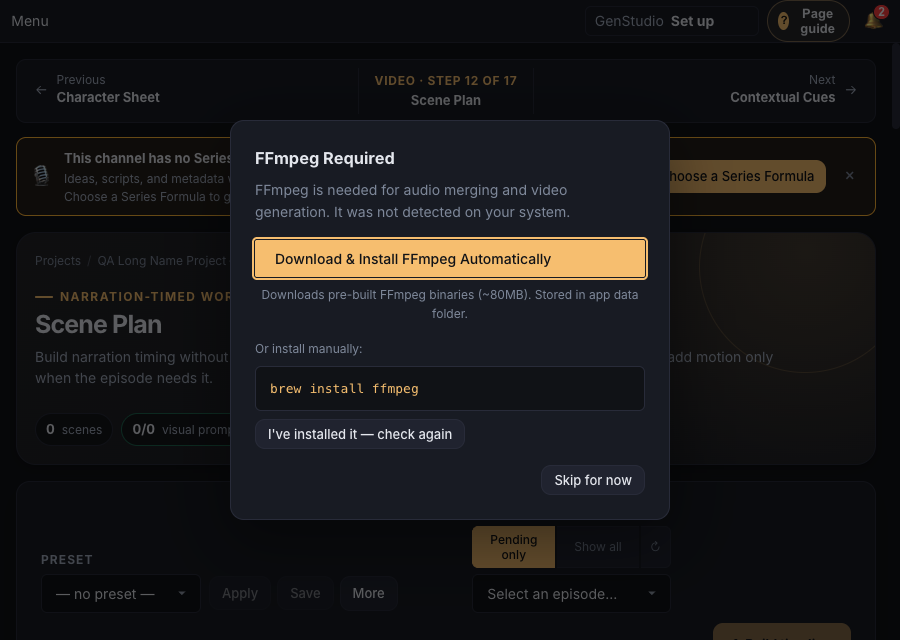 Menu
GenStudio Set up
? Page guide
2
Previous
Character Sheet
VIDEO · STEP 12 OF 17
Scene Plan
Next
Contextual Cues
This channel has no Series
Ideas, scripts, and metadata
Choose a Series Formula to
hoose a Series Formula
×
FFmpeg Required
FFmpeg is needed for audio merging and video
generation. It was not detected on your system.
Download & Install FFmpeg Automatically
Downloads pre-built FFmpeg binaries (~80MB). Stored in app data
folder.
Or install manually:
brew install ffmpeg
I've installed it — check again
Skip for now
Projects / QA Long Name Project
NARRATION-TIMED WOR
Scene Plan
Build narration timing without
add motion only
when the episode needs it.
0 scenes
0/0 visual promp
PRESET
— no preset —
Apply
Save
More
Pending
only
Show all
Select an episode...